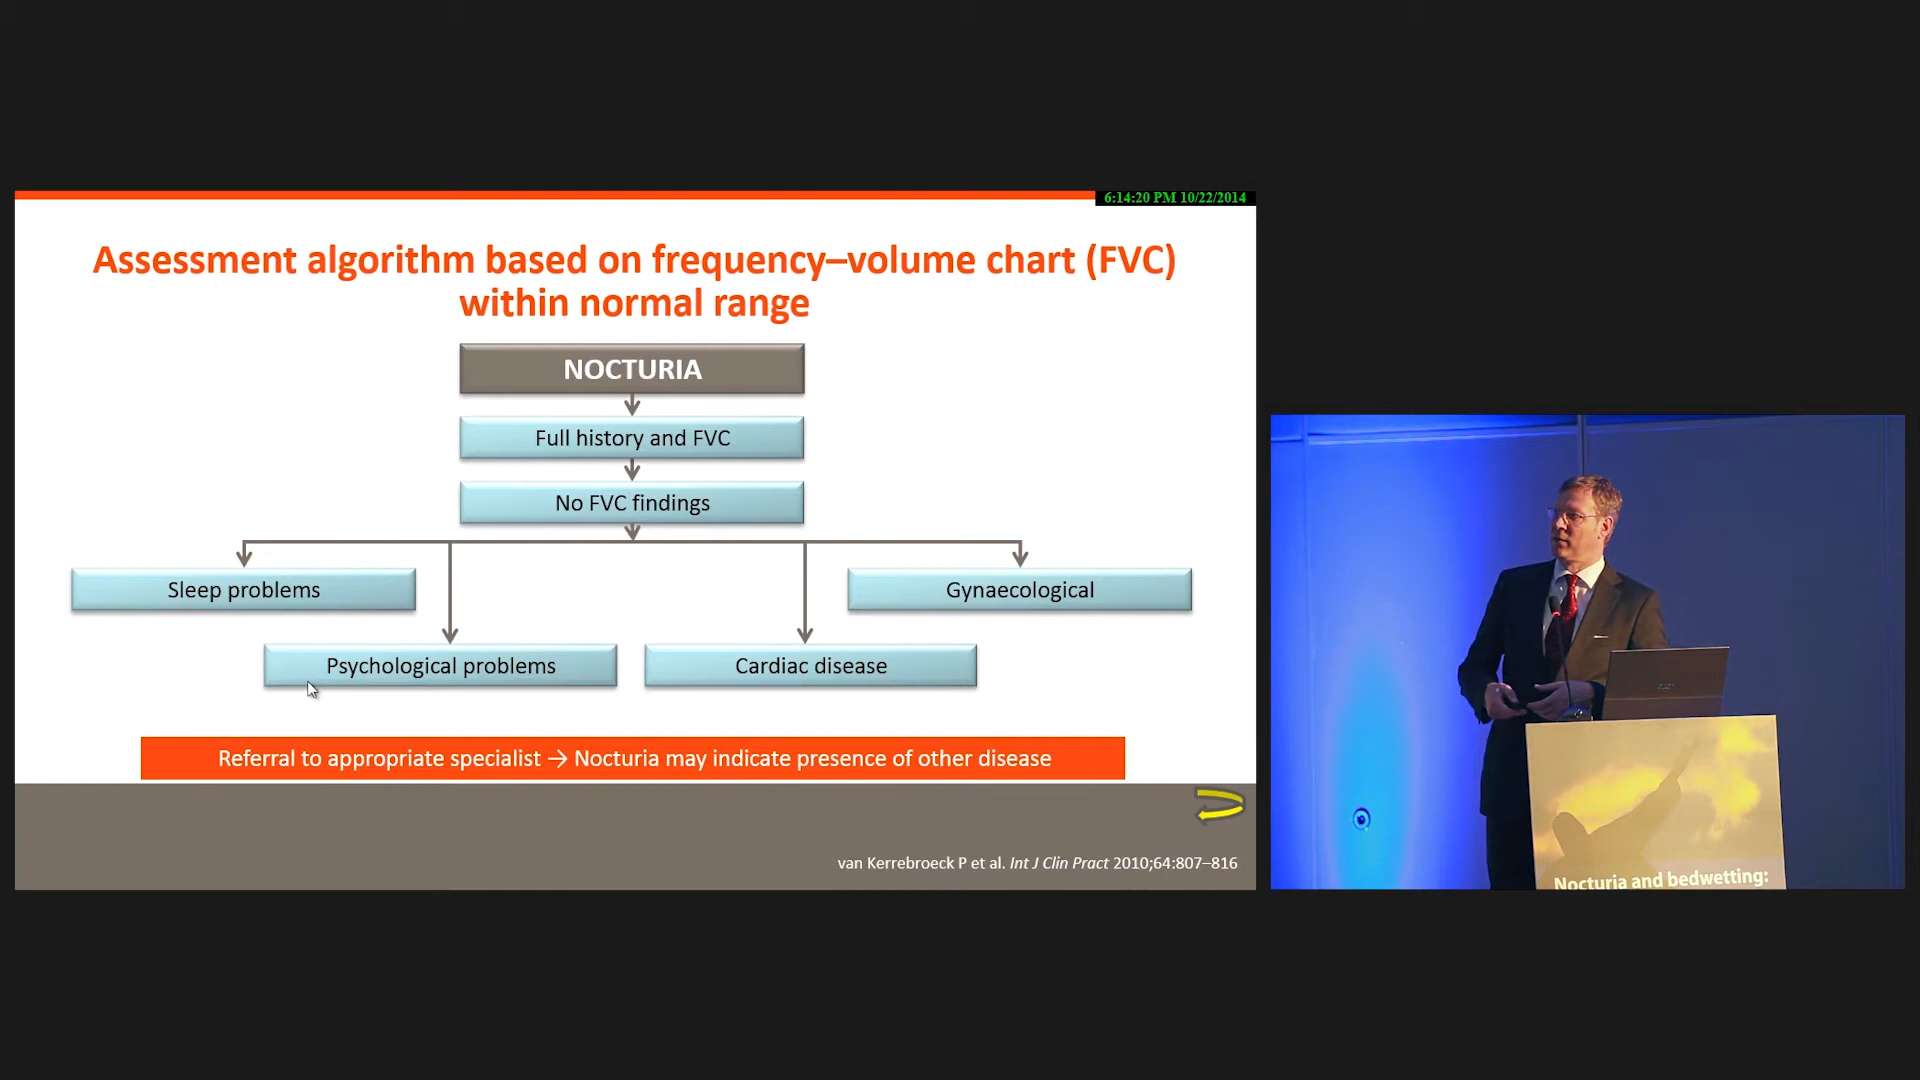 6:14:20 PM 10/22/2014
Assessment algorithm based on frequency–volume chart (FVC)
within normal range
NOCTURIA
Full history and FVC
No FVC findings
Sleep problems
Gynaecological
Psychological problems
Cardiac disease
Referral to appropriate specialist → Nocturia may indicate presence of other disease
van Kerrebroeck P et al. Int J Clin Pract 2010;64:807–816
Nocturia and bedwetting: